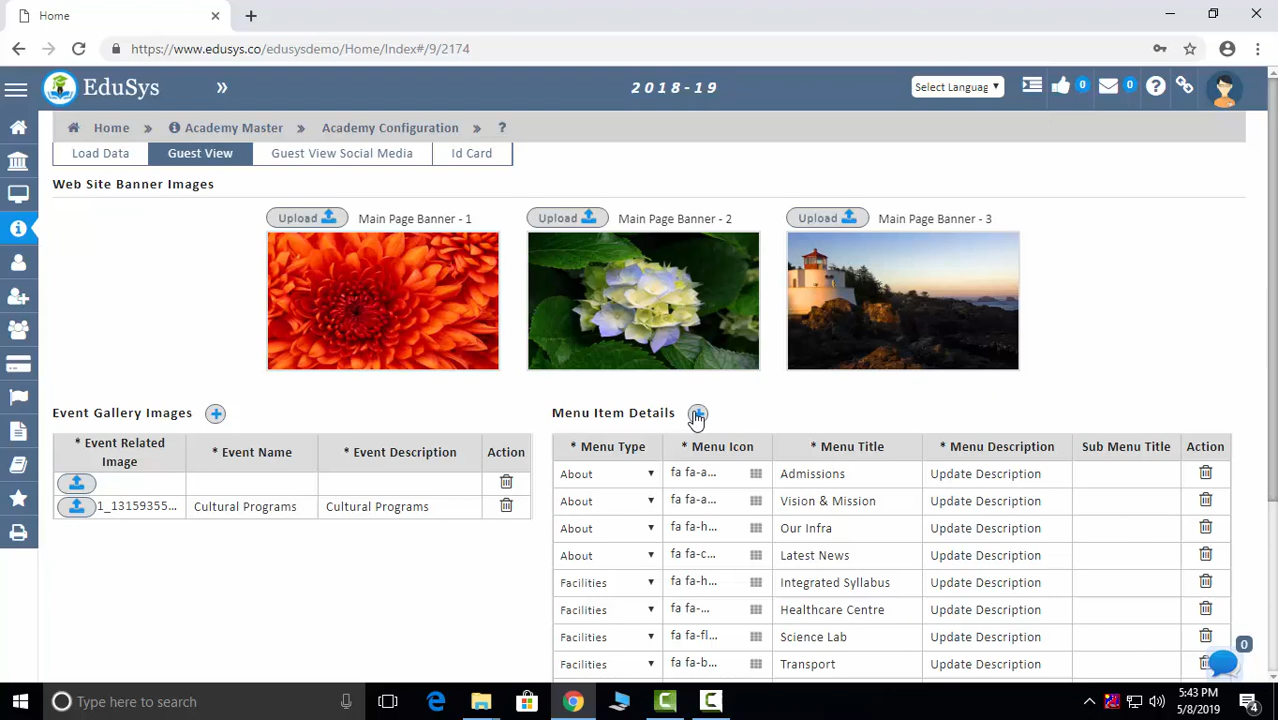 Home
https://www.edusys.co/edusysdemo/Home/Index#/9/2174
EduSys » 2018-19 Select Languag 0 0
Home » Academy Master » Academy Configuration » ?
Load Data Guest View Guest View Social Media Id Card
Web Site Banner Images
Upload Main Page Banner - 1 Upload Main Page Banner - 2 Upload Main Page Banner - 3
Event Gallery Images
* Event Related Image * Event Name * Event Description Action
1_13159355... Cultural Programs Cultural Programs
Menu Item Details
* Menu Type * Menu Icon * Menu Title * Menu Description Sub Menu Title Action
About fa fa-a... Admissions Update Description
About fa fa-a... Vision & Mission Update Description
About fa fa-h... Our Infra Update Description
About fa fa-c... Latest News Update Description
Facilities fa fa-h... Integrated Syllabus Update Description
Facilities fa fa-... Healthcare Centre Update Description
Facilities fa fa-fl... Science Lab Update Description
Facilities fa fa-b... Transport Update Description
0
Type here to search
5:43 PM
5/8/2019
4